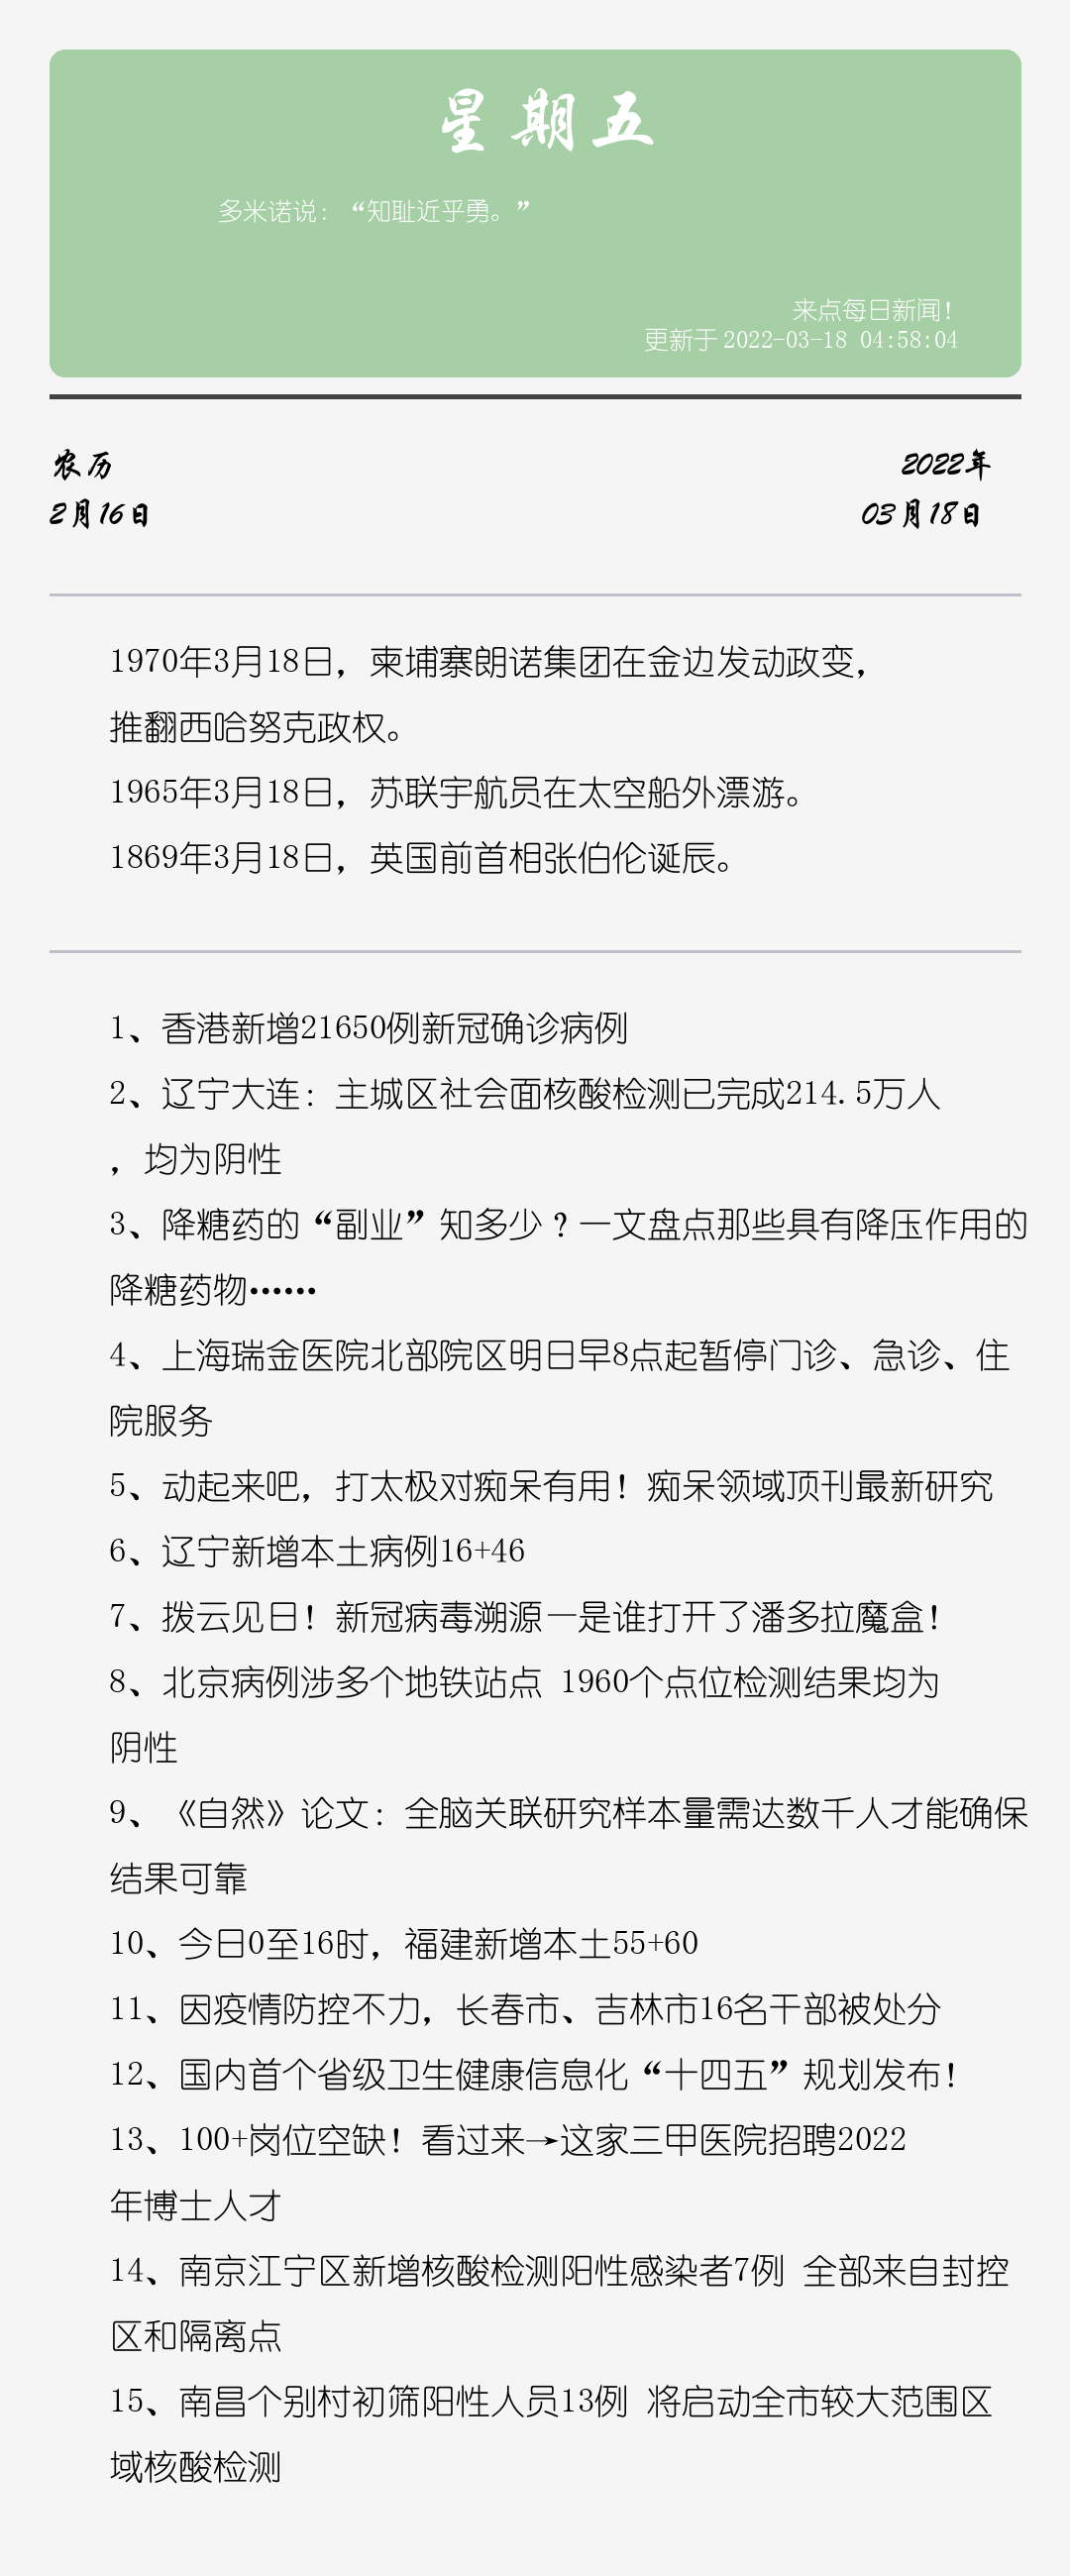 星期五
多米诺说：“知耻近乎勇。”
来点每日新闻！
更新于 2022-03-18 04:58:04
农历
2月16日
2022年
03月18日
1970年3月18日，柬埔寨朗诺集团在金边发动政变，
推翻西哈努克政权。
1965年3月18日，苏联宇航员在太空船外漂游。
1869年3月18日，英国前首相张伯伦诞辰。
1、香港新增21650例新冠确诊病例
2、辽宁大连：主城区社会面核酸检测已完成214.5万人
，均为阴性
3、降糖药的“副业”知多少？一文盘点那些具有降压作用的
降糖药物……
4、上海瑞金医院北部院区明日早8点起暂停门诊、急诊、住
院服务
5、动起来吧，打太极对痴呆有用！痴呆领域顶刊最新研究
6、辽宁新增本土病例16+46
7、拨云见日！新冠病毒溯源—是谁打开了潘多拉魔盒！
8、北京病例涉多个地铁站点 1960个点位检测结果均为
阴性
9、《自然》论文：全脑关联研究样本量需达数千人才能确保
结果可靠
10、今日0至16时，福建新增本土55+60
11、因疫情防控不力，长春市、吉林市16名干部被处分
12、国内首个省级卫生健康信息化“十四五”规划发布！
13、100+岗位空缺！看过来→这家三甲医院招聘2022
年博士人才
14、南京江宁区新增核酸检测阳性感染者7例 全部来自封控
区和隔离点
15、南昌个别村初筛阳性人员13例 将启动全市较大范围区
域核酸检测